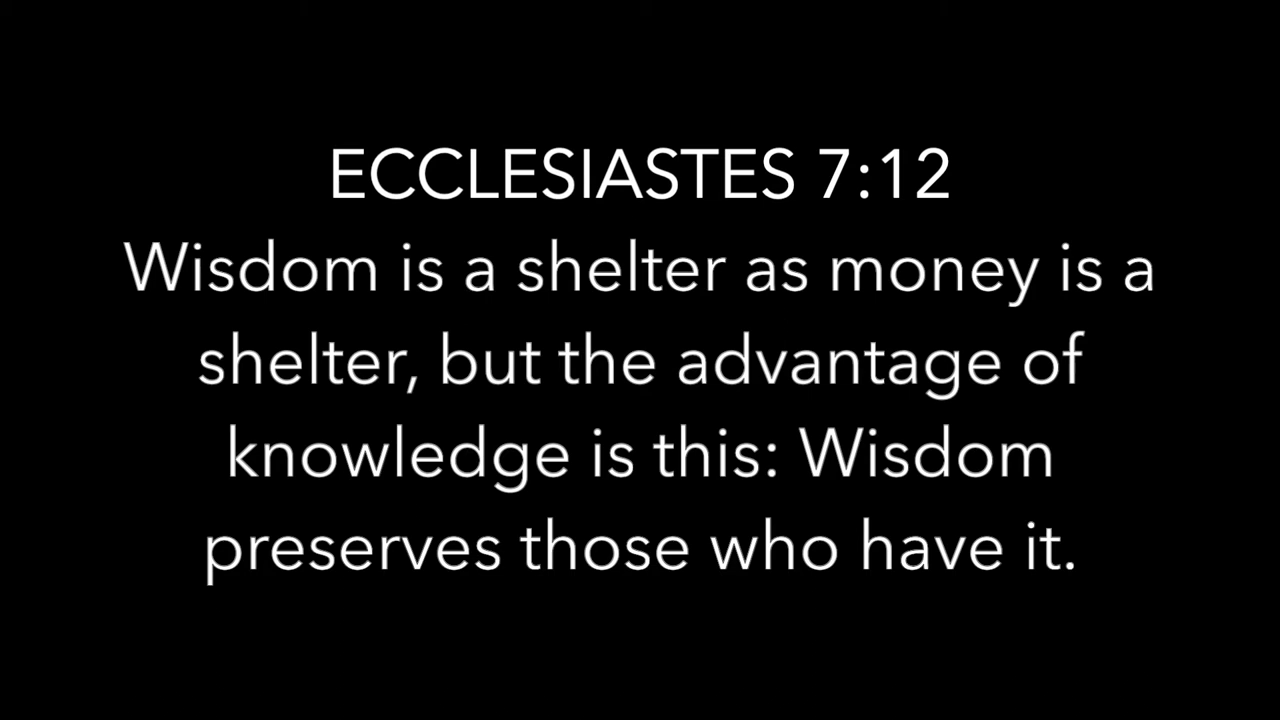 ECCLESIASTES 7:12
Wisdom is a shelter as money is a
shelter, but the advantage of
knowledge is this: Wisdom
preserves those who have it.